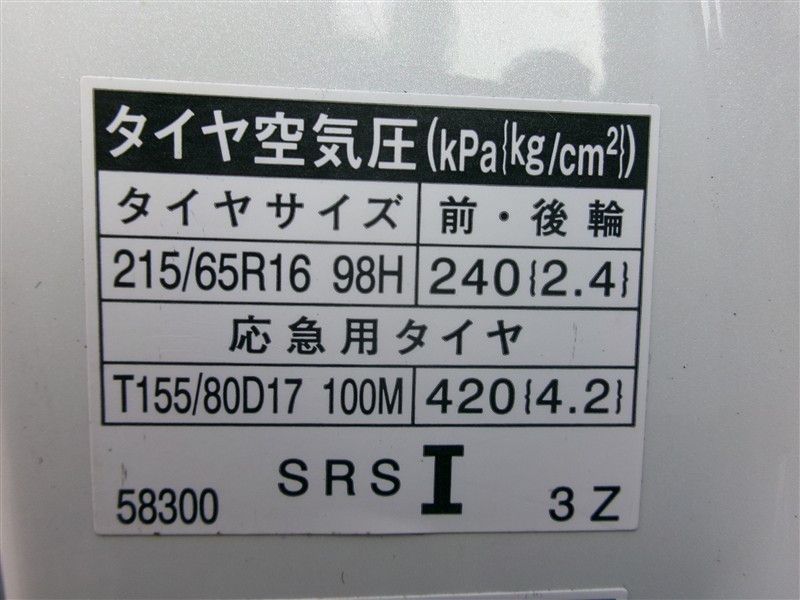 タイヤ空気圧(kPa{kg/cm²})
タイヤサイズ 前・後輪
215/65R16 98H 240{2.4}
応急用タイヤ
T155/80D17 100M 420{4.2}
58300 SRS I 3Z